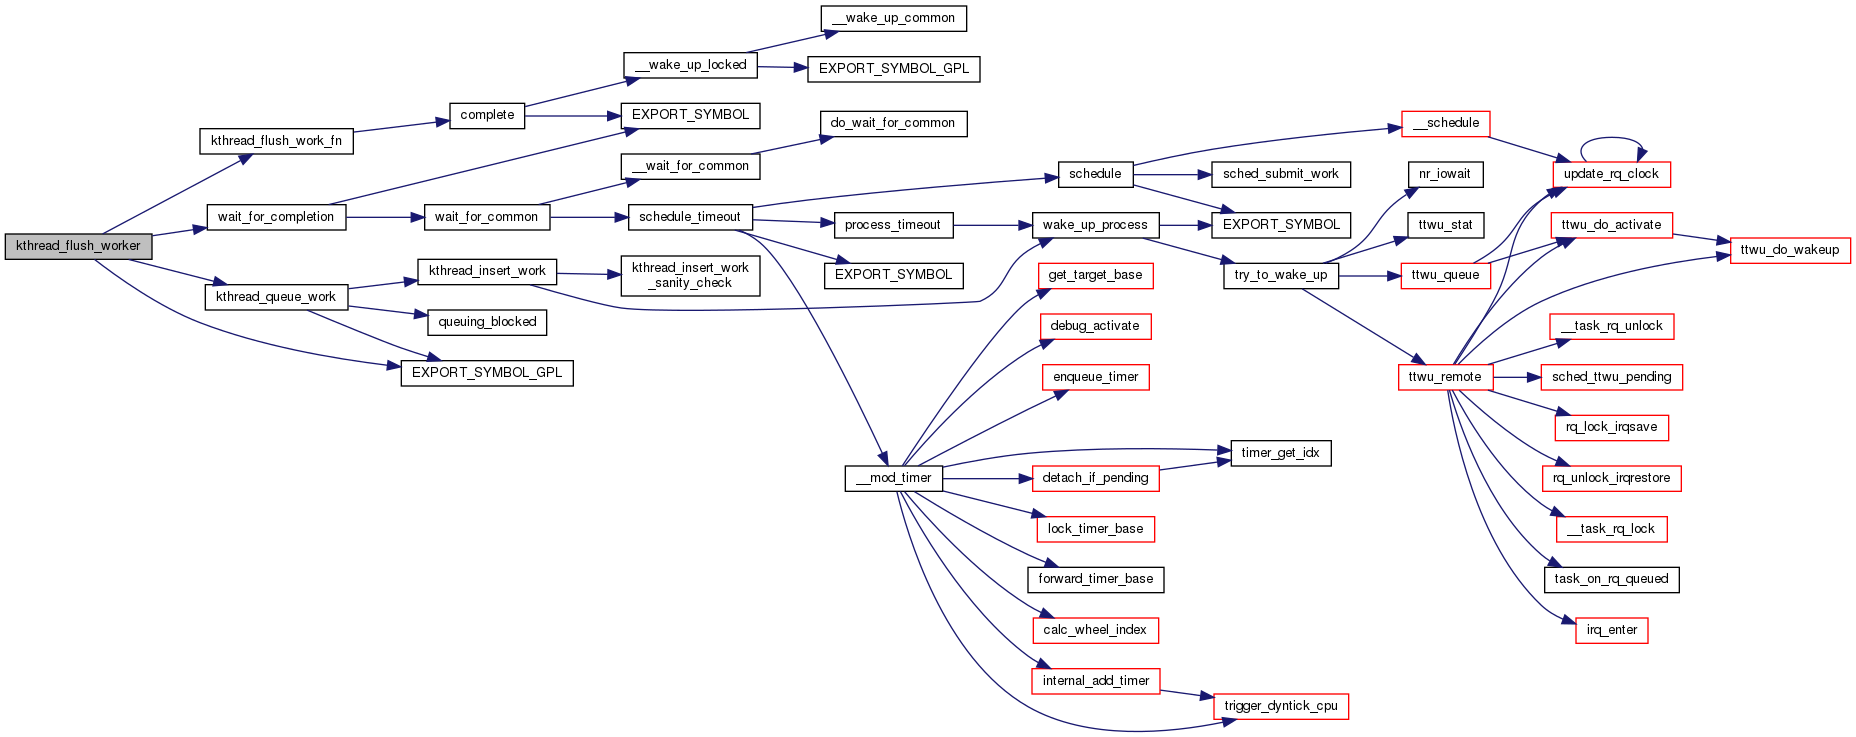 __wake_up_common
__wake_up_locked
EXPORT_SYMBOL_GPL
complete
EXPORT_SYMBOL
kthread_flush_work_fn
do_wait_for_common
__wait_for_common
wait_for_completion
wait_for_common
schedule_timeout
kthread_flush_worker
kthread_insert_work
kthread_insert_work
_sanity_check
kthread_queue_work
queuing_blocked
EXPORT_SYMBOL_GPL
process_timeout
EXPORT_SYMBOL
schedule
sched_submit_work
wake_up_process
EXPORT_SYMBOL
try_to_wake_up
__schedule
update_rq_clock
nr_iowait
ttwu_stat
ttwu_queue
ttwu_do_activate
ttwu_do_wakeup
get_target_base
debug_activate
enqueue_timer
timer_get_idx
__mod_timer
detach_if_pending
lock_timer_base
forward_timer_base
calc_wheel_index
internal_add_timer
trigger_dyntick_cpu
ttwu_remote
__task_rq_unlock
sched_ttwu_pending
rq_lock_irqsave
rq_unlock_irqrestore
__task_rq_lock
task_on_rq_queued
irq_enter